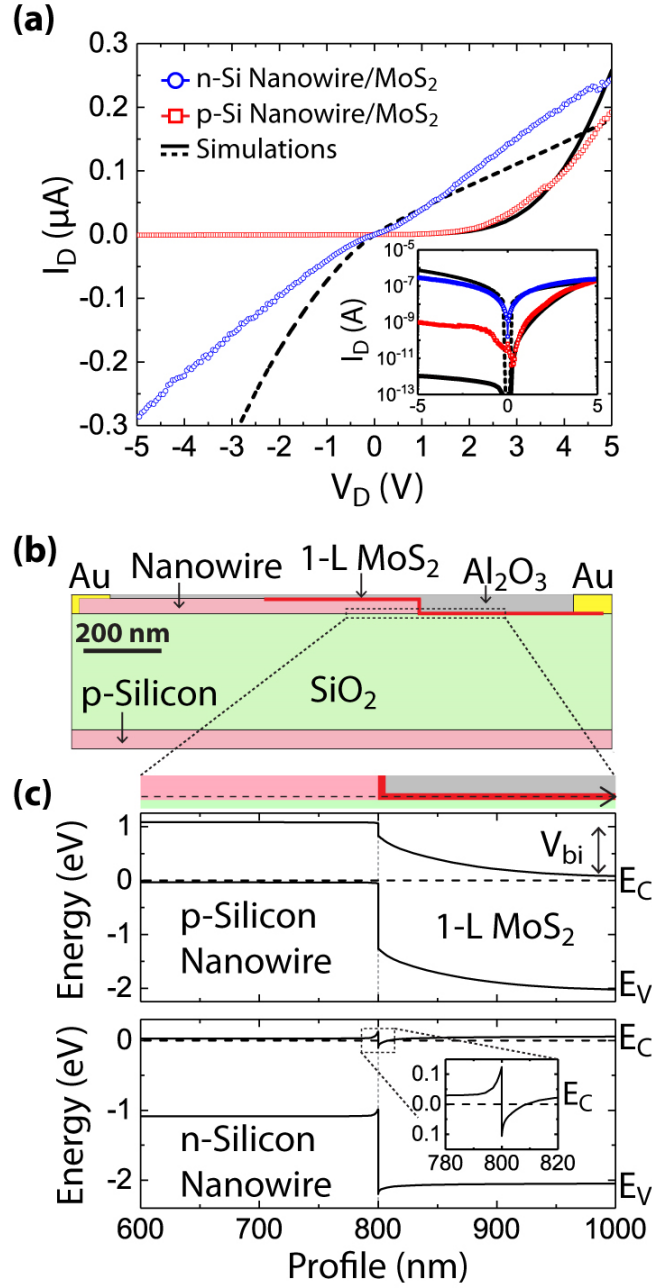 (a)
0.3
0.2
0.1
0.0
-0.1
-0.2
-0.3
I_D (μA)
n-Si Nanowire/MoS₂
p-Si Nanowire/MoS₂
Simulations
10⁻⁵
10⁻⁷
10⁻⁹
10⁻¹¹
10⁻¹³
I_D (A)
-5 0 5
-5 -4 -3 -2 -1 0 1 2 3 4 5
V_D (V)
(b)
Au Nanowire 1-L MoS₂ Al₂O₃ Au
200 nm
p-Silicon
SiO₂
(c)
1
0
-1
-2
Energy (eV)
V_bi
E_C
p-Silicon
Nanowire
1-L MoS₂
E_V
0
-1
-2
Energy (eV)
E_C
0.1
0.0
0.1
E_C
780 800 820
n-Silicon
Nanowire
E_V
600 700 800 900 1000
Profile (nm)